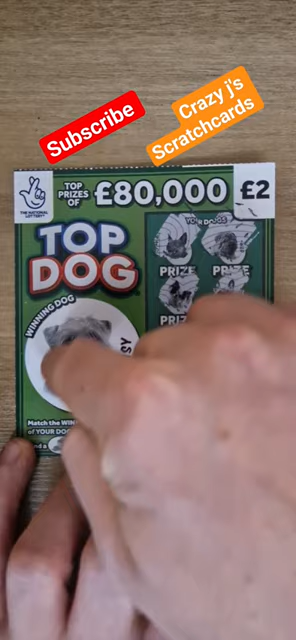 Subscribe
Crazy j's
Scratchcards
THE NATIONAL
LOTTERY
TOP
PRIZES
OF
£80,000
£2
TOP
DOG
YOUR DOGS
PRIZE PRIZE
WINNING DOG
Match the WIN
of YOUR DOG